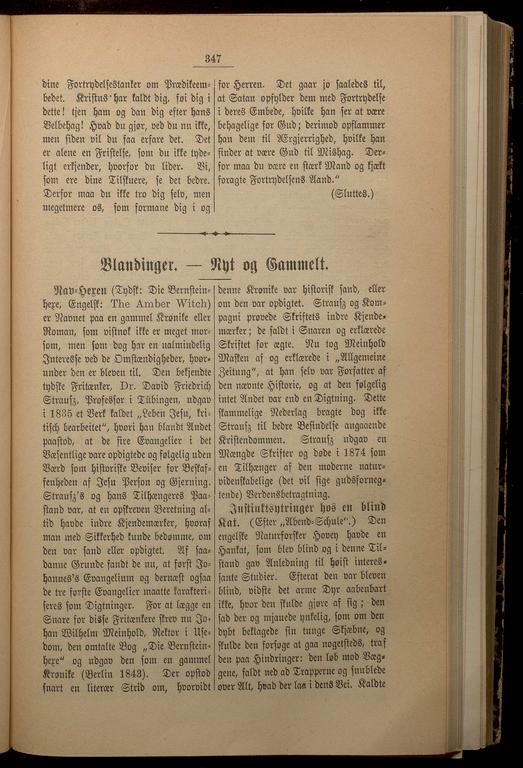 347
dine Fortrydelsestanker om Prædikeem-
bedet. Kristus har kaldt dig, føi dig i
dette! tjen ham og dan dig efter hans
Velbehag! Hvad du gjør, ved du nu ikke,
men siden vil du faa erfare det. Det
er alene en Fristelse, som du ikke tyde-
ligt erkjender, hvorfor du lider. Vi,
som ere dine Tilskuere, se det bedre.
Derfor maa du ikke tro dig selv, men
megetmere os, som formane dig i og
for Herren. Det gaar jo saaledes til,
at Satan opfylder dem med Fortrydelse
i deres Embede, hvilke han ser at være
behagelige for Gud; derimod opflammer
han dem til Ærgjerrighed, hvilke han
finder at være Gud til Mishag. Der-
for maa du være en stærk Mand og kjækt
foragte Fortrydelsens Aand.“
(Sluttes.)
Blandinger. — Nyt og Gammelt.
Rav-Hexen (Tydsk: Die Bernstein-
hexe, Engelsk: The Amber Witch)
er Navnet paa en gammel Krønike eller
Roman, som vistnok ikke er meget mor-
som, men som dog har en ualmindelig
Interesse ved de Omstændigheder, hvor-
under den er bleven til. Den bekjendte
tydske Fritænker, Dr. David Friedrich
Strauß, Professor i Tübingen, udgav
i 1835 et Verk kaldet „Leben Jesu, kri-
tisch bearbeitet“, hvori han blandt Andet
paastod, at de fire Evangelier i det
Væsentlige vare opdigtede og følgelig uden
Værd som historiske Beviser for Beskaf-
fenheden af Jesu Person og Gjerning.
Strauß’s og hans Tilhængeres Paa-
stand var, at en opskreven Beretning al-
tid havde indre Kjendemærker, hvoraf
man med Sikkerhed kunde bedømme, om
den var sand eller opdigtet. Af saa-
danne Grunde fandt de nu, at først Jo-
hannes’s Evangelium og dernæst ogsaa
de tre første Evangelier maatte karakteri-
seres som Digtninger. For at lægge en
Snare for disse Fritænkere skrev nu Jo-
han Wilhelm Meinhold, Rektor i Use-
dom, den omtalte Bog „Die Bernstein-
hexe“ og udgav den som en gammel
Krønike (Berlin 1843). Der opstod
snart en literær Strid om, hvorvidt
denne Krønike var historisk sand, eller
om den var opdigtet. Strauß og Kom-
pagni prøvede Skriftets indre Kjende-
mærker; de faldt i Snaren og erklærede
Skriftet for ægte. Nu tog Meinhold
Masken af og erklærede i „Allgemeine
Zeitung“, at han selv var Forfatter af
den nævnte Historie, og at den følgelig
intet Andet var end en Digtning. Dette
skammelige Nederlag bragte dog ikke
Strauß til bedre Besindelse angaaende
Kristendommen. Strauß udgav en
Mængde Skrifter og døde i 1874 som
en Tilhænger af den moderne natur-
videnskabelige (det vil sige gudsforneg-
tende) Verdensbetragtning.
Instinktsytringer hos en blind
Kat. (Efter „Abend-Schule“.) Den
engelske Naturforsker Hovey havde en
Hankat, som blev blind og i denne Til-
stand gav Anledning til høist interes-
sante Studier. Efterat den var bleven
blind, vidste det arme Dyr aabenbart
ikke, hvor den skulde gjøre af sig; den
sad der og mjauede ynkelig, som om den
dybt beklagede sin tunge Skjæbne, og
skulde den forsøge at gaa nogetsteds, traf
den paa Hindringer: den løb mod Væg-
gene, faldt ned ad Trapperne og snublede
over Alt, hvad der laa i dens Vei. Kaldte